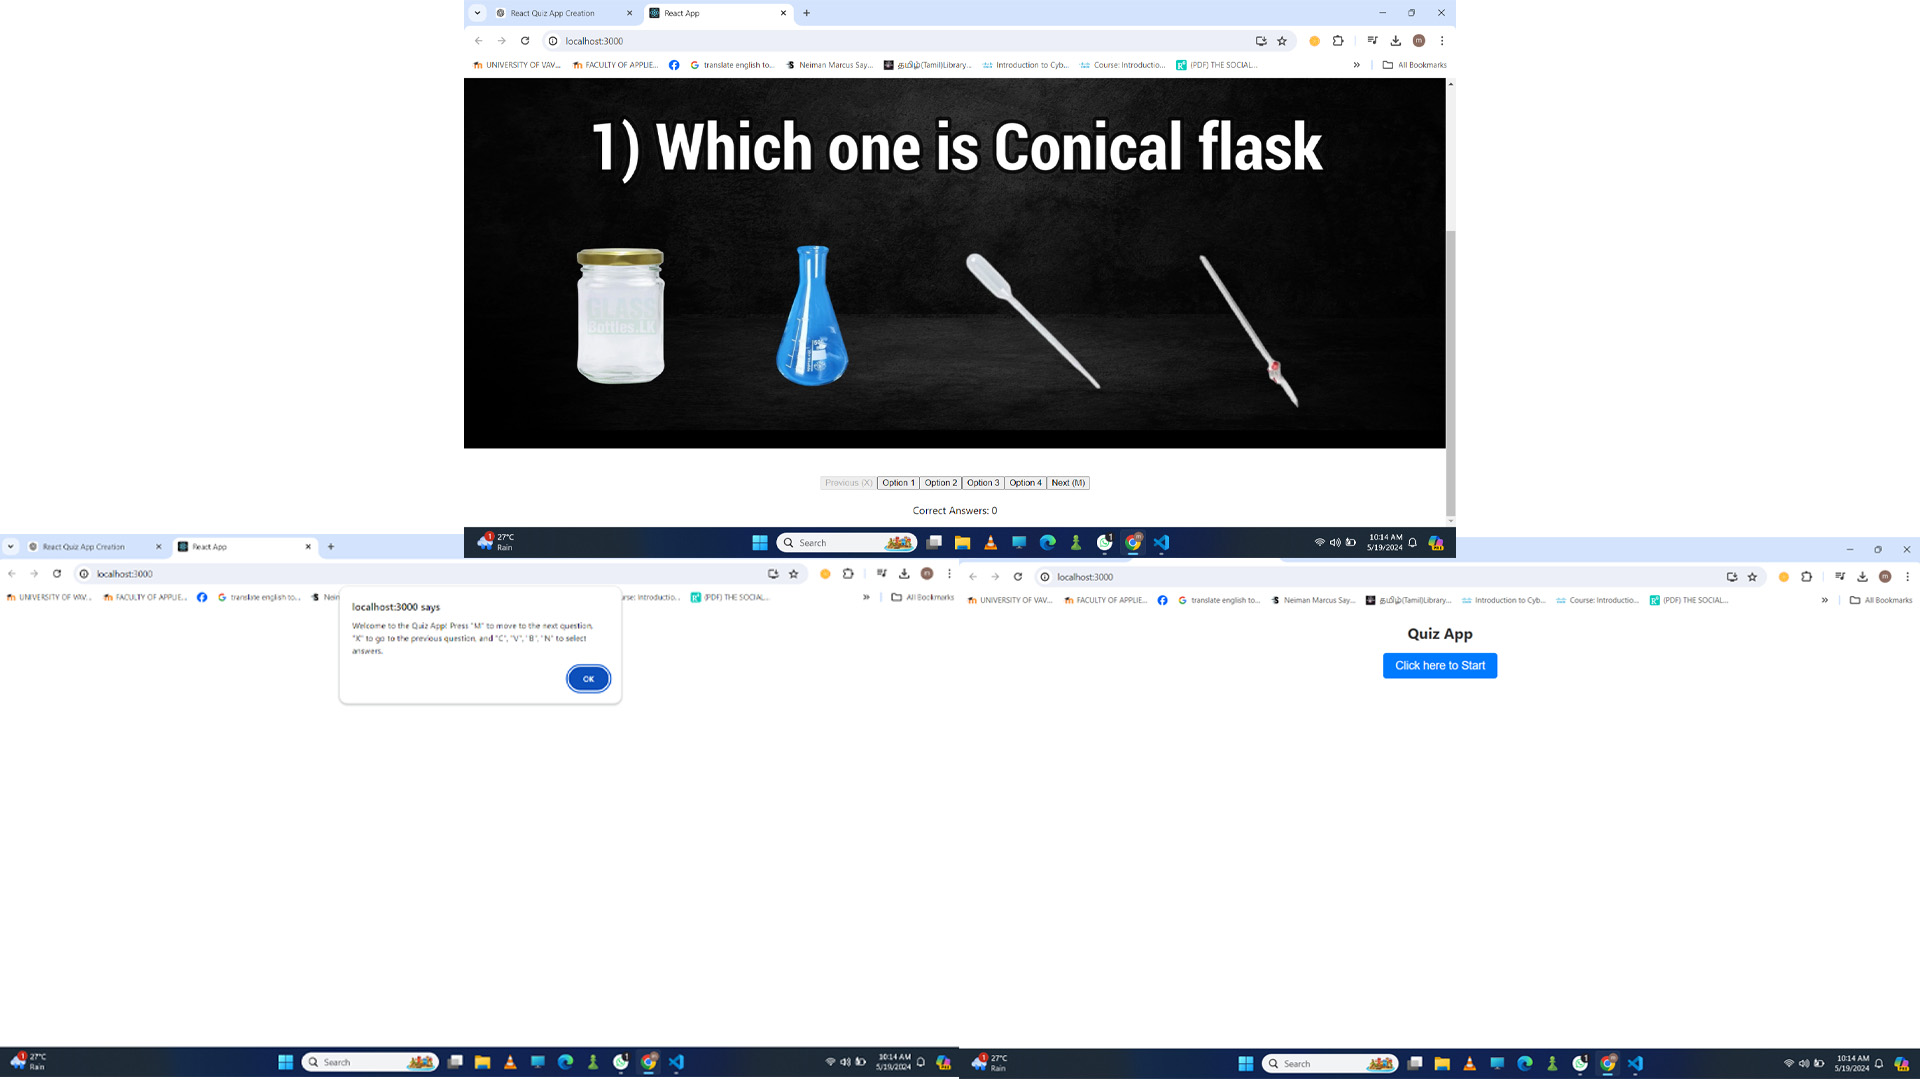 React Quiz App Creation
React App
localhost:3000
UNIVERSITY OF VAV...
FACULTY OF APPLIE...
translate english to...
Neiman Marcus Say...
தமிழ்(Tamil)Library...
Introduction to Cyb...
Course: Introductio...
(PDF) THE SOCIAL...
All Bookmarks
1) Which one is Conical flask
GLASS
Bottles.LK
Previous (X)
Option 1
Option 2
Option 3
Option 4
Next (M)
Correct Answers: 0
1
27°C
Rain
Search
10:14 AM
5/19/2024
React Quiz App Creation
React App
localhost:3000
UNIVERSITY OF VAV...
FACULTY OF APPLIE...
translate english to...
Nein
urse: Introductio...
(PDF) THE SOCIAL...
All Bookmarks
localhost:3000 says
Welcome to the Quiz App! Press "M" to move to the next question,
"X" to go to the previous question, and "C", "V", "B", "N" to select
answers.
OK
1
27°C
Rain
Search
10:14 AM
5/19/2024
localhost:3000
UNIVERSITY OF VAV...
FACULTY OF APPLIE...
translate english to...
Neiman Marcus Say...
தமிழ்(Tamil)Library...
Introduction to Cyb...
Course: Introductio...
(PDF) THE SOCIAL...
All Bookmarks
Quiz App
Click here to Start
1
27°C
Rain
Search
10:14 AM
5/19/2024